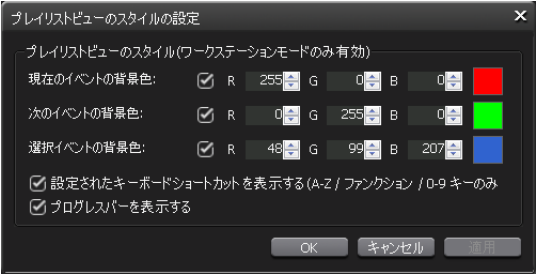 プレイリストビューのスタイルの設定
プレイリストビューのスタイル(ワークステーションモードのみ有効)
現在のイベントの背景色: R 255 G 0 B 0
次のイベントの背景色: R 0 G 255 B 0
選択イベントの背景色: R 48 G 99 B 207
設定されたキーボードショートカットを表示する(A-Z / ファンクション / 0-9 キーのみ
プログレスバーを表示する
OK キャンセル 適用